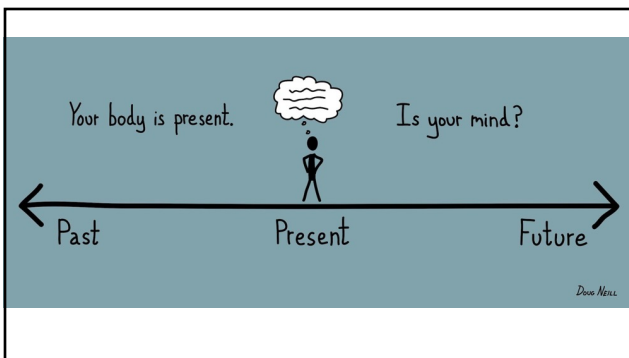 Your body is present.
Is your mind?
Past
Present
Future
Doug Neill